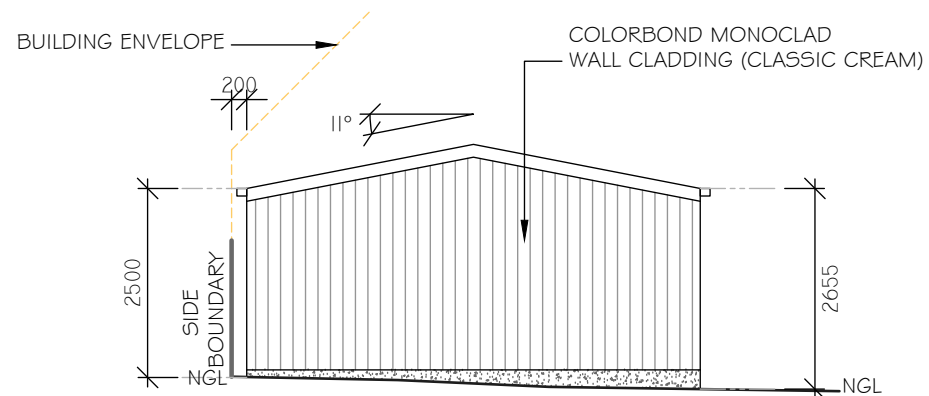 BUILDING ENVELOPE
COLORBOND MONOCLAD
WALL CLADDING (CLASSIC CREAM)
200
11°
2500
SIDE
BOUNDARY
2655
NGL
NGL